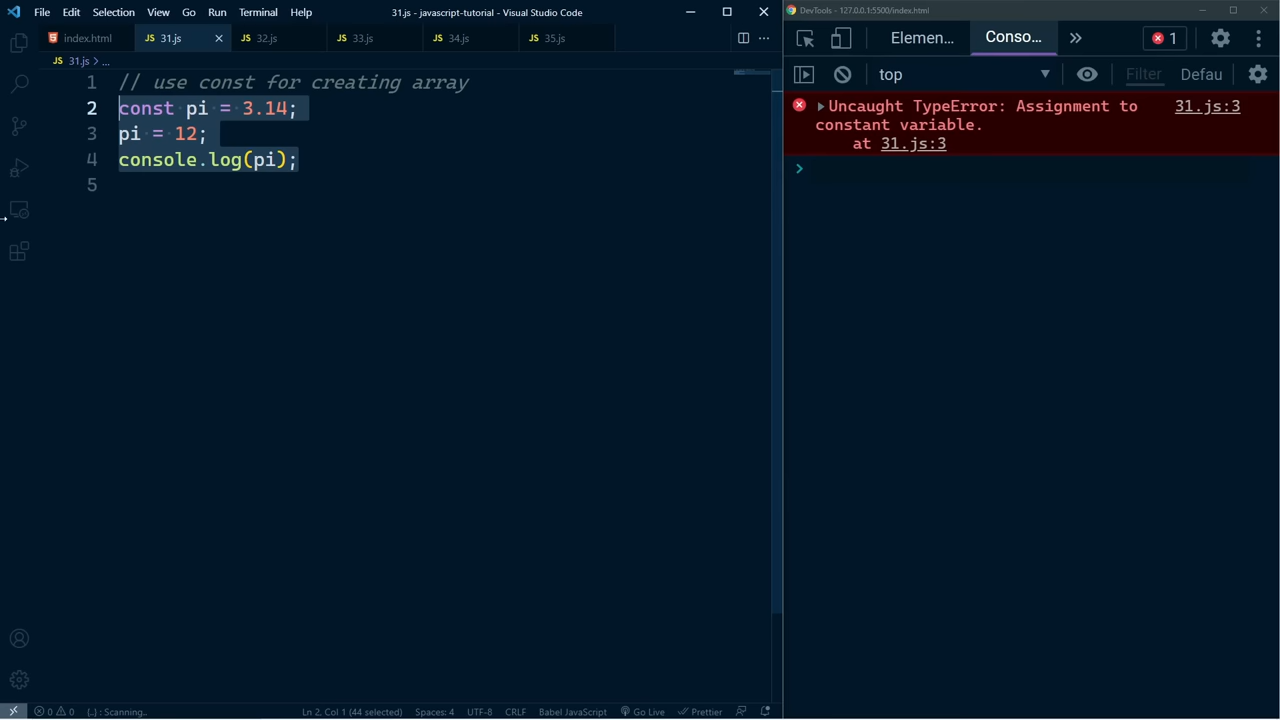 File Edit Selection View Go Run Terminal Help 31.js - javascript-tutorial - Visual Studio Code
index.html JS 31.js JS 32.js JS 33.js JS 34.js JS 35.js
JS 31.js > ...
1 // use const for creating array
2 const pi = 3.14;
3 pi = 12;
4 console.log(pi);
5
0 0 {..} : Scanning.. Ln 2, Col 1 (44 selected) Spaces: 4 UTF-8 CRLF Babel JavaScript Go Live Prettier
DevTools - 127.0.0.1:5500/index.html
Elemen... Conso... 1
top Filter Defau
Uncaught TypeError: Assignment to 31.js:3
constant variable.
at 31.js:3